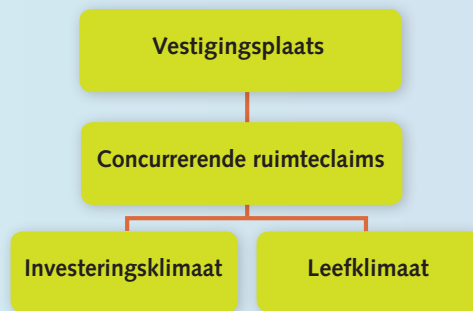 Vestigingsplaats
Concurrerende ruimteclaims
Investeringsklimaat
Leefklimaat